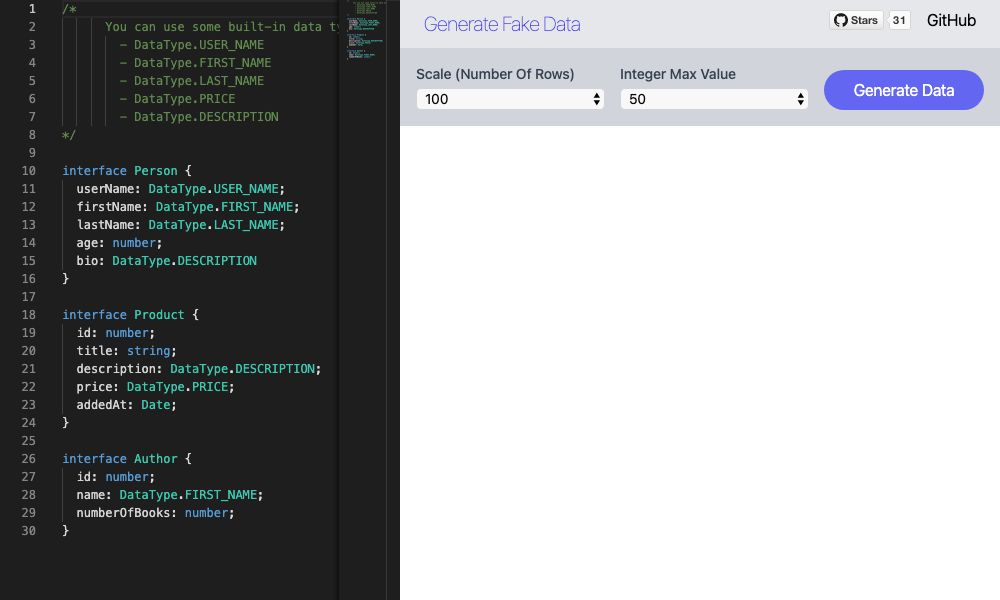 1 /*
2 You can use some built-in data ty
3 - DataType.USER_NAME
4 - DataType.FIRST_NAME
5 - DataType.LAST_NAME
6 - DataType.PRICE
7 - DataType.DESCRIPTION
8 */
9
10 interface Person {
11 userName: DataType.USER_NAME;
12 firstName: DataType.FIRST_NAME;
13 lastName: DataType.LAST_NAME;
14 age: number;
15 bio: DataType.DESCRIPTION
16 }
17
18 interface Product {
19 id: number;
20 title: string;
21 description: DataType.DESCRIPTION;
22 price: DataType.PRICE;
23 addedAt: Date;
24 }
25
26 interface Author {
27 id: number;
28 name: DataType.FIRST_NAME;
29 numberOfBooks: number;
30 }
Generate Fake Data
Stars 31 GitHub
Scale (Number Of Rows) Integer Max Value
100 50 Generate Data